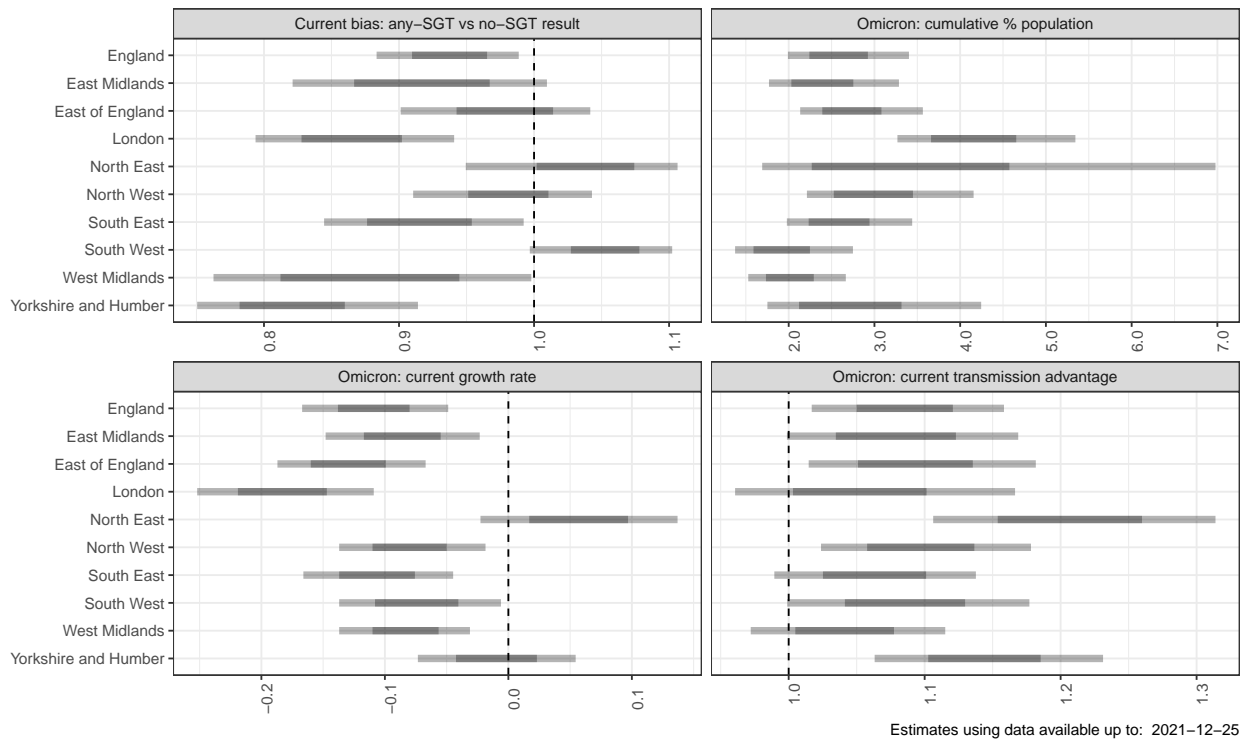 Current bias: any−SGT vs no−SGT result
Omicron: cumulative % population
England
East Midlands
East of England
London
North East
North West
South East
South West
West Midlands
Yorkshire and Humber
0.8
0.9
1.0
1.1
2.0
3.0
4.0
5.0
6.0
7.0
Omicron: current growth rate
Omicron: current transmission advantage
England
East Midlands
East of England
London
North East
North West
South East
South West
West Midlands
Yorkshire and Humber
−0.2
−0.1
0.0
0.1
1.0
1.1
1.2
1.3
Estimates using data available up to: 2021−12−25